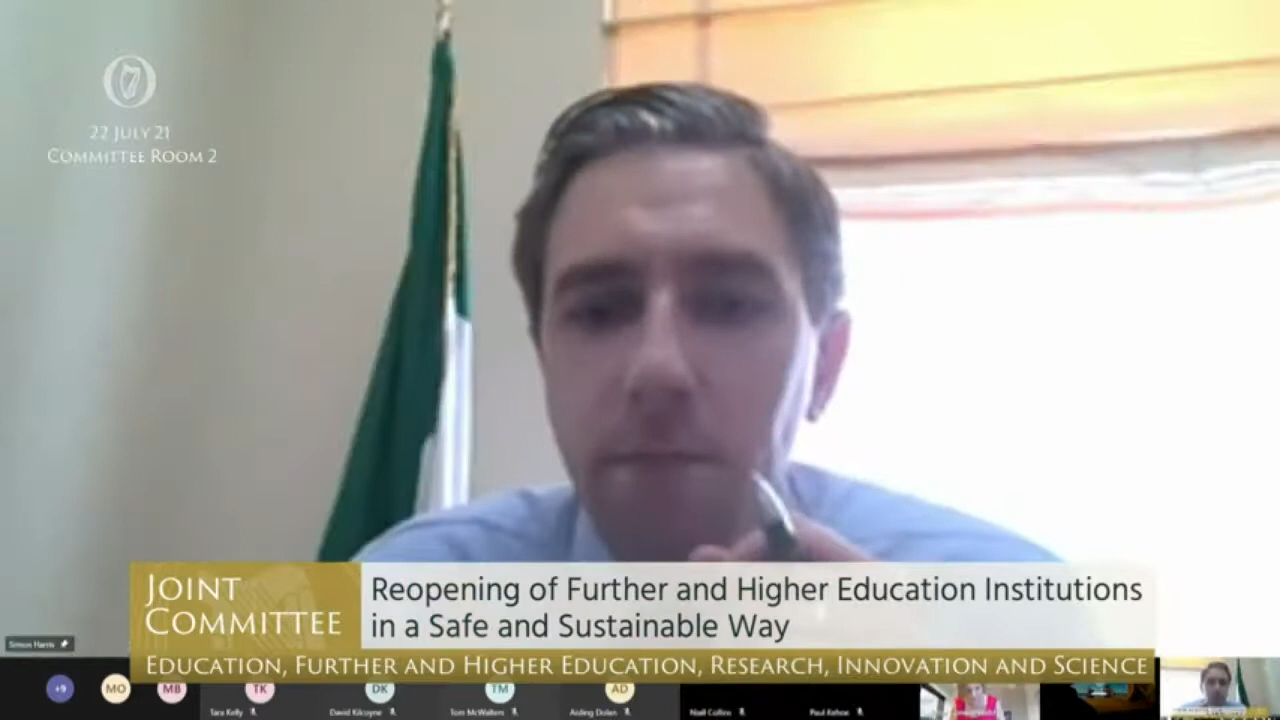 22 July 21
Committee Room 2
Joint
Committee
Reopening of Further and Higher Education Institutions
in a Safe and Sustainable Way
Simon Harris
Education, Further and Higher Education, Research, Innovation and Science
+9
MO
MB
TK
DK
TM
AD
Tara Kelly
David Kilcoyne
Tom McWalters
Aisling Dolan
Niall Collins
Paul Kehoe